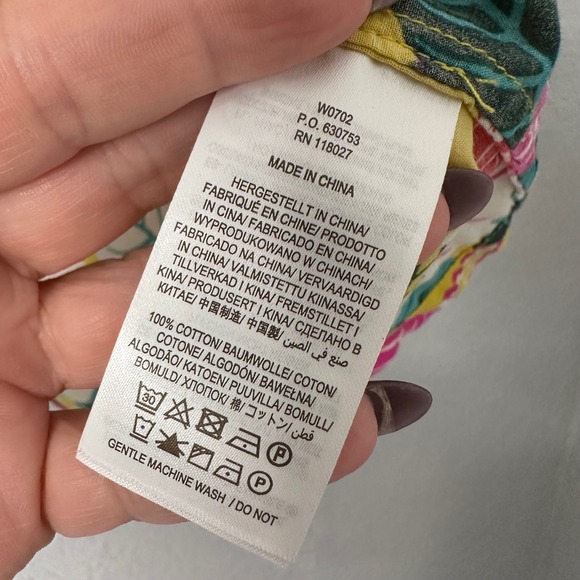 W0702
P.O. 630753
RN 118027
MADE IN CHINA
HERGESTELLT IN CHINA/
FABRIQUÉ EN CHINE/ PRODOTTO
IN CINA/ FABRICADO EN CHINA/
WYPRODUKOWANO W CHINACH/
FABRICADO NA CHINA/ VERVAARDIGD
IN CHINA/ VALMISTETTU KIINASSA/
TILLVERKAD I KINA/ FREMSTILLET I
KINA/ PRODUSERT I KINA/ СДЕЛАНО В
КИТАЕ/ 中国制造/ 中国製/ صنع في الصين
100% COTTON/ BAUMWOLLE/ COTON/
COTONE/ ALGODÓN/ BAWEŁNA/
ALGODÃO/ KATOEN/ PUUVILLA/ BOMULL/
BOMULD/ ХЛОПОК/ 棉/ コットン/ قطن
30 P
P
GENTLE MACHINE WASH / DO NOT